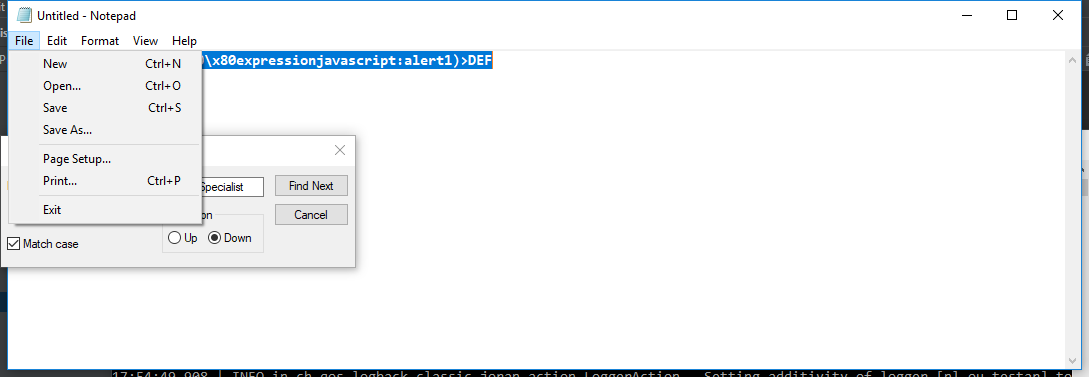 Untitled - Notepad
File Edit Format View Help
\x80expressionjavascript:alert1)>DEF
New Ctrl+N
Open... Ctrl+O
Save Ctrl+S
Save As...
Page Setup...
Print... Ctrl+P
Exit
Specialist
Find Next
Cancel
Up Down
Match case
17:54:49.908 | INFO in ch.qos.logback.classic.joran.action.LoggerAction - Setting additivity of logger [nl.ou.testar] to